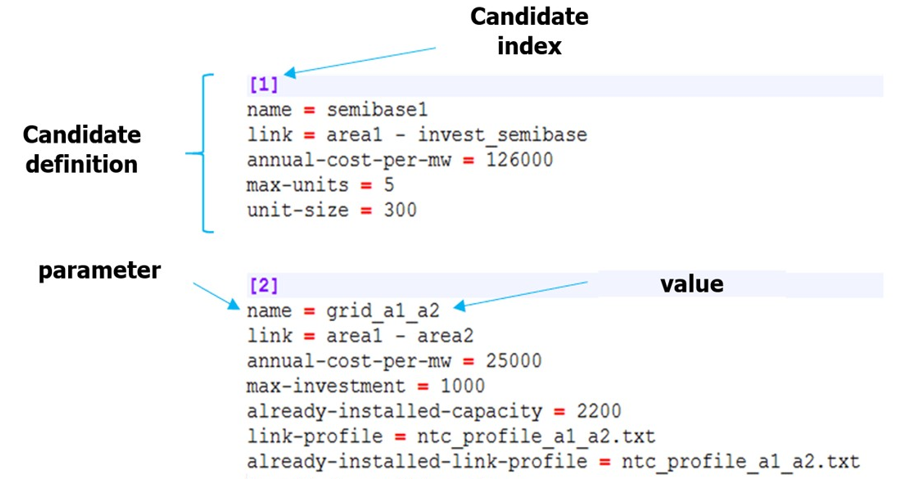 Candidate
index
[1]
name = semibase1
link = area1 - invest_semibase
annual-cost-per-mw = 126000
max-units = 5
unit-size = 300
Candidate
definition
parameter
[2]
value
name = grid_a1_a2
link = area1 - area2
annual-cost-per-mw = 25000
max-investment = 1000
already-installed-capacity = 2200
link-profile = ntc_profile_a1_a2.txt
already-installed-link-profile = ntc_profile_a1_a2.txt